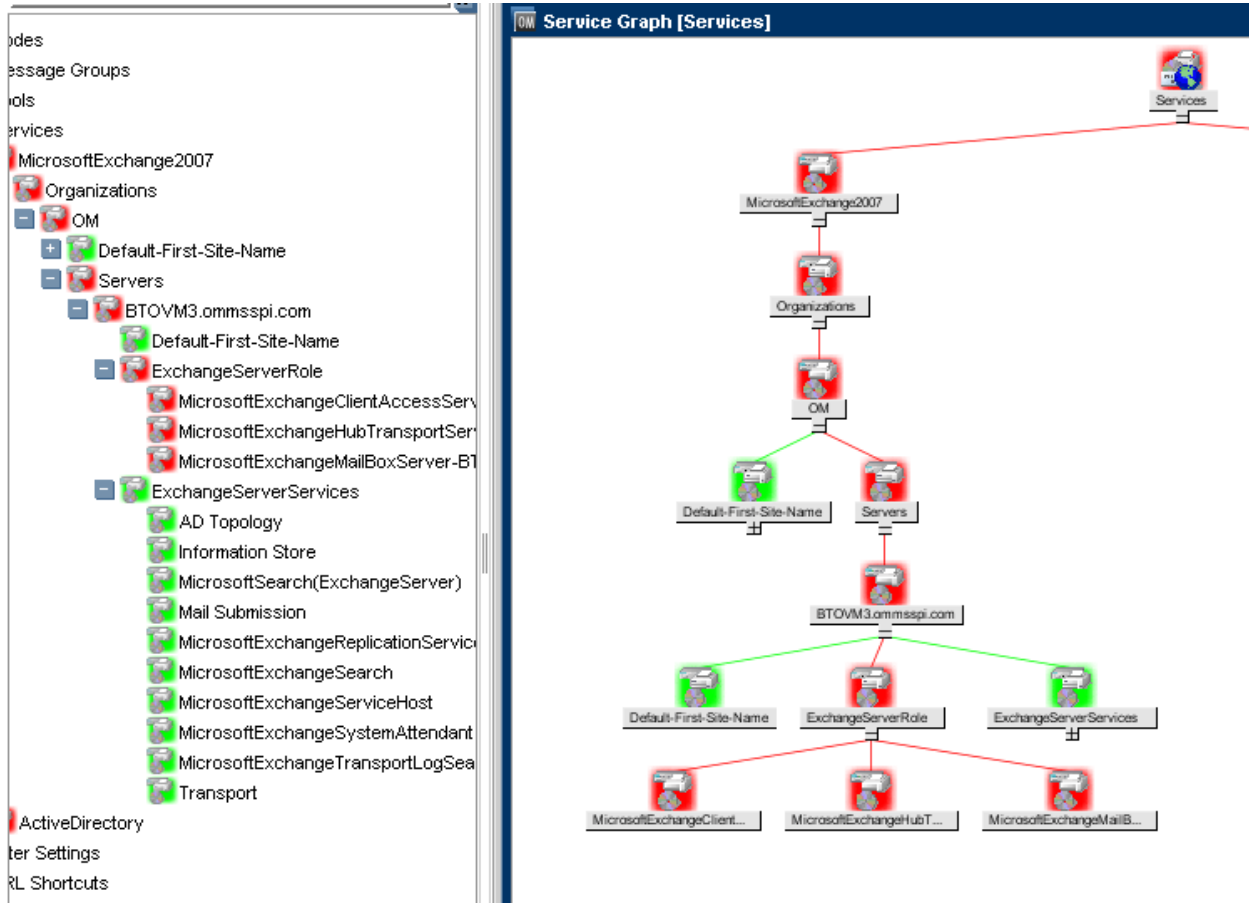 odes
essage Groups
ools
ervices
MicrosoftExchange2007
Organizations
OM
Default-First-Site-Name
Servers
BTOVM3.ommsspi.com
Default-First-Site-Name
ExchangeServerRole
MicrosoftExchangeClientAccessServ
MicrosoftExchangeHubTransportSer
MicrosoftExchangeMailBoxServer-BT
ExchangeServerServices
AD Topology
Information Store
MicrosoftSearch(ExchangeServer)
Mail Submission
MicrosoftExchangeReplicationService
MicrosoftExchangeSearch
MicrosoftExchangeServiceHost
MicrosoftExchangeSystemAttendant
MicrosoftExchangeTransportLogSea
Transport
ActiveDirectory
ter Settings
RL Shortcuts
OM Service Graph [Services]
Services
MicrosoftExchange2007
Organizations
OM
Default-First-Site-Name Servers
BTOVM3.ommsspi.com
Default-First-Site-Name ExchangeServerRole ExchangeServerServices
MicrosoftExchangeClient... MicrosoftExchangeHubT... MicrosoftExchangeMailB...